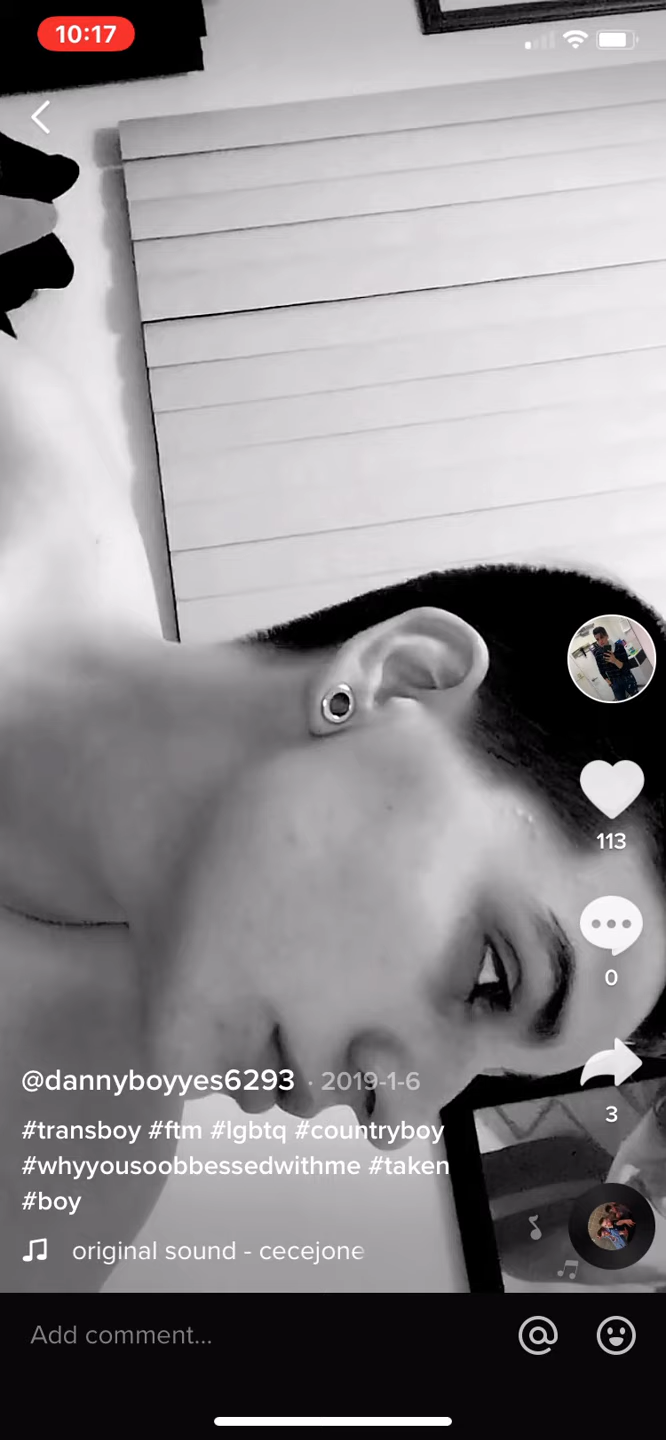 10:17
113
0
@dannyboyyes6293 · 2019-1-6
3
#transboy #ftm #lgbtq #countryboy
#whyyousoobbessedwithme #taken
#boy
original sound - cecejone
Add comment...